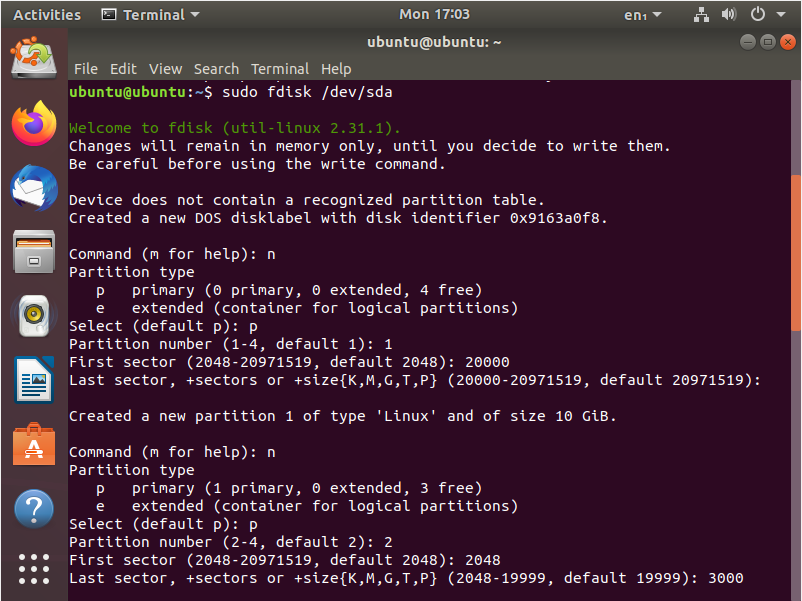 Activities Terminal Mon 17:03 en₁
ubuntu@ubuntu: ~
File Edit View Search Terminal Help
ubuntu@ubuntu:~$ sudo fdisk /dev/sda
Welcome to fdisk (util-linux 2.31.1).
Changes will remain in memory only, until you decide to write them.
Be careful before using the write command.
Device does not contain a recognized partition table.
Created a new DOS disklabel with disk identifier 0x9163a0f8.
Command (m for help): n
Partition type
p primary (0 primary, 0 extended, 4 free)
e extended (container for logical partitions)
Select (default p): p
Partition number (1-4, default 1): 1
First sector (2048-20971519, default 2048): 20000
Last sector, +sectors or +size{K,M,G,T,P} (20000-20971519, default 20971519):
Created a new partition 1 of type 'Linux' and of size 10 GiB.
Command (m for help): n
Partition type
p primary (1 primary, 0 extended, 3 free)
e extended (container for logical partitions)
Select (default p): p
Partition number (2-4, default 2): 2
First sector (2048-20971519, default 2048): 2048
Last sector, +sectors or +size{K,M,G,T,P} (2048-19999, default 19999): 3000